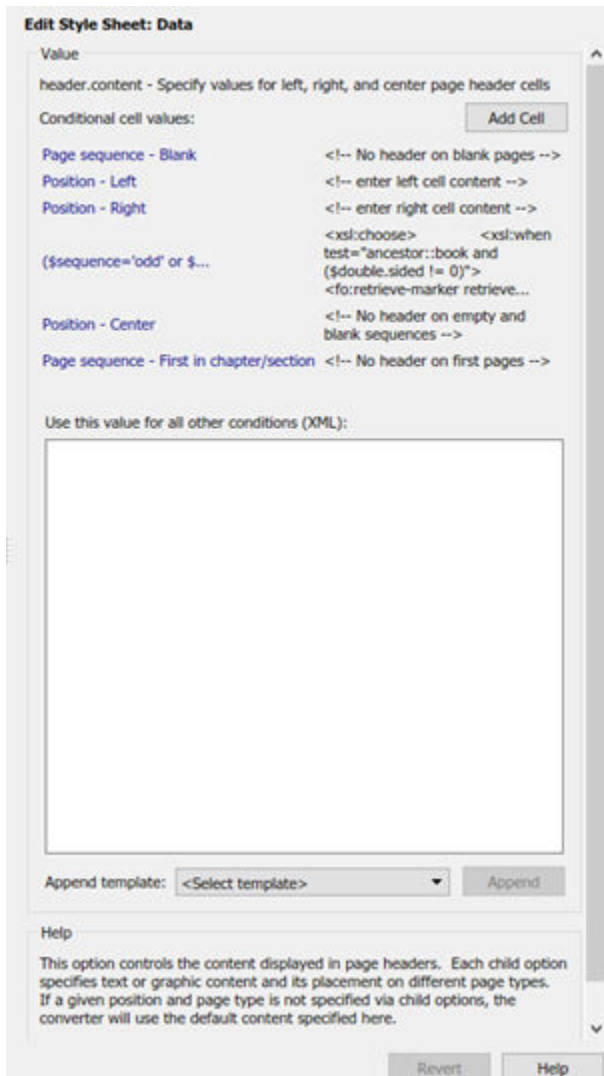 Edit Style Sheet: Data
Value
header.content - Specify values for left, right, and center page header cells
Conditional cell values:
Add Cell
Page sequence - Blank <!-- No header on blank pages -->
Position - Left <!-- enter left cell content -->
Position - Right <!-- enter right cell content -->
<xsl:choose> <xsl:when
test="ancestor::book and
($sequence='odd' or $... ($double.sided != 0)">
<fo:retrieve-marker retrieve...
Position - Center <!-- No header on empty and
blank sequences -->
Page sequence - First in chapter/section <!-- No header on first pages -->
Use this value for all other conditions (XML):
Append template: <Select template> Append
Help
This option controls the content displayed in page headers. Each child option
specifies text or graphic content and its placement on different page types.
If a given position and page type is not specified via child options, the
converter will use the default content specified here.
Revert Help